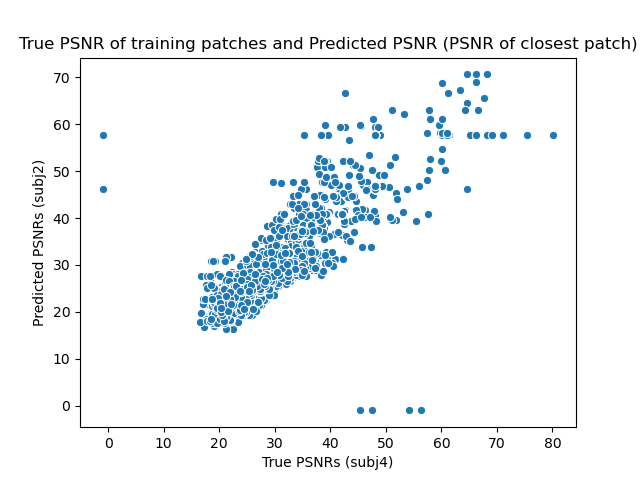 True PSNR of training patches and Predicted PSNR (PSNR of closest patch)
70
60
50
40
30
20
10
0
Predicted PSNRs (subj2)
0 10 20 30 40 50 60 70 80
True PSNRs (subj4)